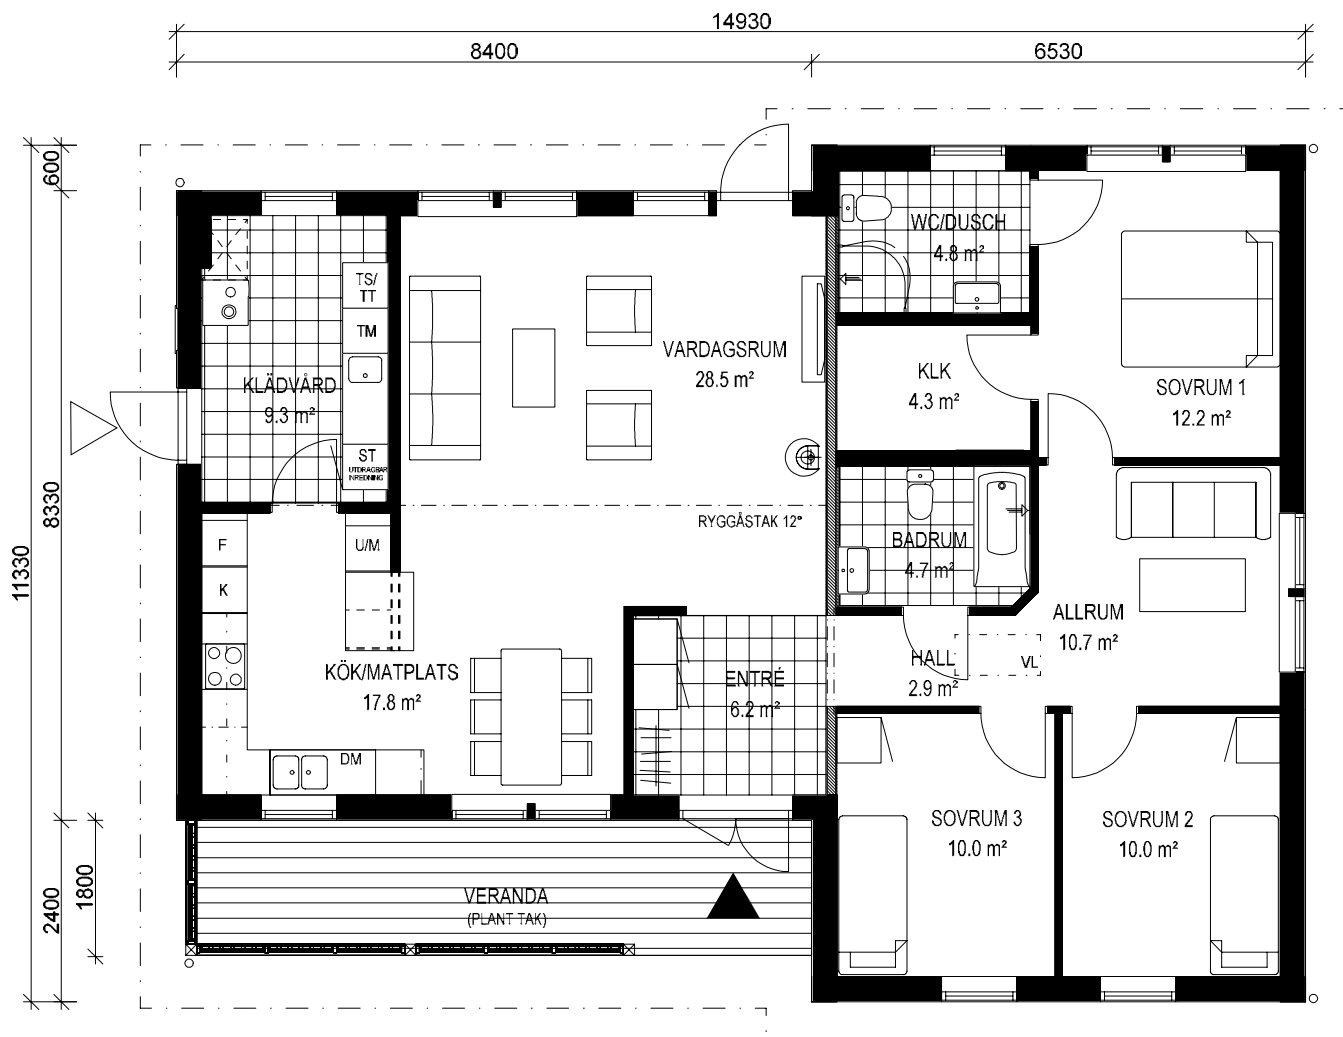 14930
8400
6530
600
8330
11330
2400
1800
WC/DUSCH
4.8 m²
TS/
TT
TM
KLÄDVÅRD
9.3 m²
ST
UTDRAGBAR
INREDNING
VARDAGSRUM
28.5 m²
KLK
4.3 m²
SOVRUM 1
12.2 m²
RYGGÅSTAK 12°
F
K
U/M
BADRUM
4.7 m²
ALLRUM
10.7 m²
KÖK/MATPLATS
17.8 m²
ENTRÉ
6.2 m²
HALL
2.9 m²
VL
DM
SOVRUM 3
10.0 m²
SOVRUM 2
10.0 m²
VERANDA
(PLANT TAK)